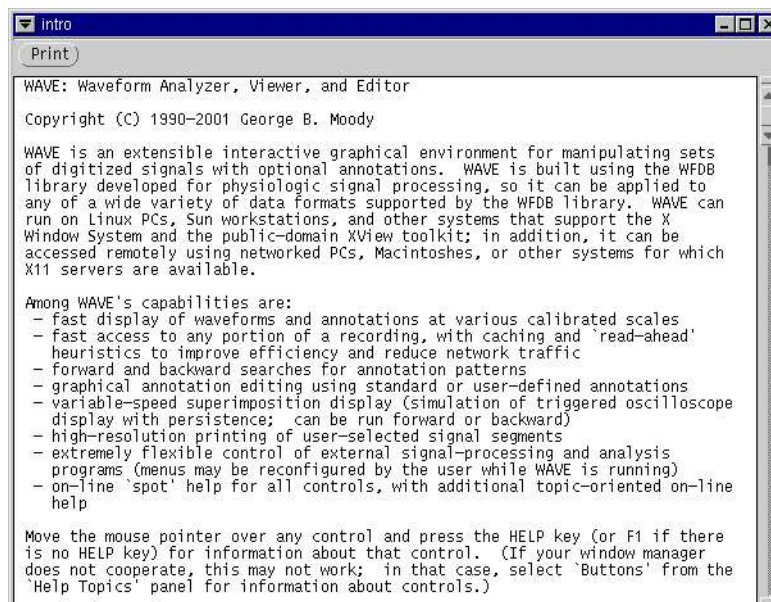 intro
Print
WAVE: Waveform Analyzer, Viewer, and Editor
Copyright (C) 1990–2001 George B. Moody
WAVE is an extensible interactive graphical environment for manipulating sets
of digitized signals with optional annotations.  WAVE is built using the WFDB
library developed for physiologic signal processing, so it can be applied to
any of a wide variety of data formats supported by the WFDB library.  WAVE can
run on Linux PCs, Sun workstations, and other systems that support the X
Window System and the public–domain XView toolkit; in addition, it can be
accessed remotely using networked PCs, Macintoshes, or other systems for which
X11 servers are available.
Among WAVE's capabilities are:
– fast display of waveforms and annotations at various calibrated scales
– fast access to any portion of a recording, with caching and `read–ahead'
heuristics to improve efficiency and reduce network traffic
– forward and backward searches for annotation patterns
– graphical annotation editing using standard or user–defined annotations
– variable–speed superimposition display (simulation of triggered oscilloscope
display with persistence;  can be run forward or backward)
– high–resolution printing of user–selected signal segments
– extremely flexible control of external signal–processing and analysis
programs (menus may be reconfigured by the user while WAVE is running)
– on–line `spot' help for all controls, with additional topic–oriented on–line
help
Move the mouse pointer over any control and press the HELP key (or F1 if there
is no HELP key) for information about that control.  (If your window manager
does not cooperate, this may not work;  in that case, select `Buttons' from the
`Help Topics' panel for information about controls.)